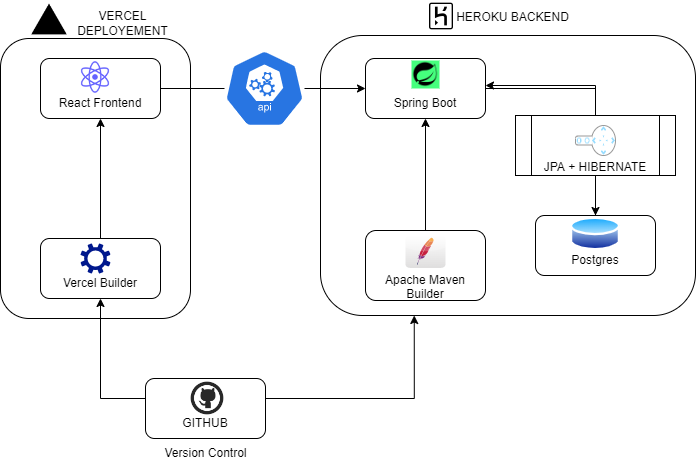 VERCEL
DEPLOYEMENT
HEROKU BACKEND
React Frontend
api
Spring Boot
JPA + HIBERNATE
Vercel Builder
Apache Maven
Builder
Postgres
GITHUB
Version Control